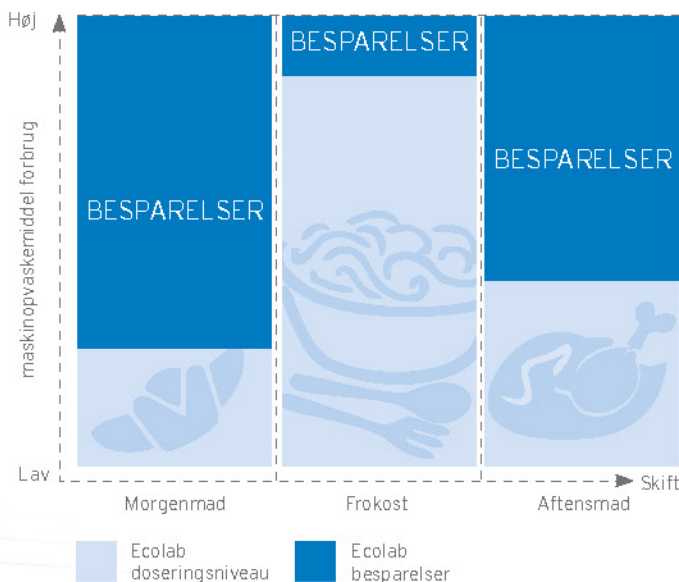 Høj
BESPARELSER
BESPARELSER
BESPARELSER
maskinopvaskemiddel forbrug
Lav
Skift
Morgenmad
Frokost
Aftensmad
Ecolab
doseringsniveau
Ecolab
besparelser